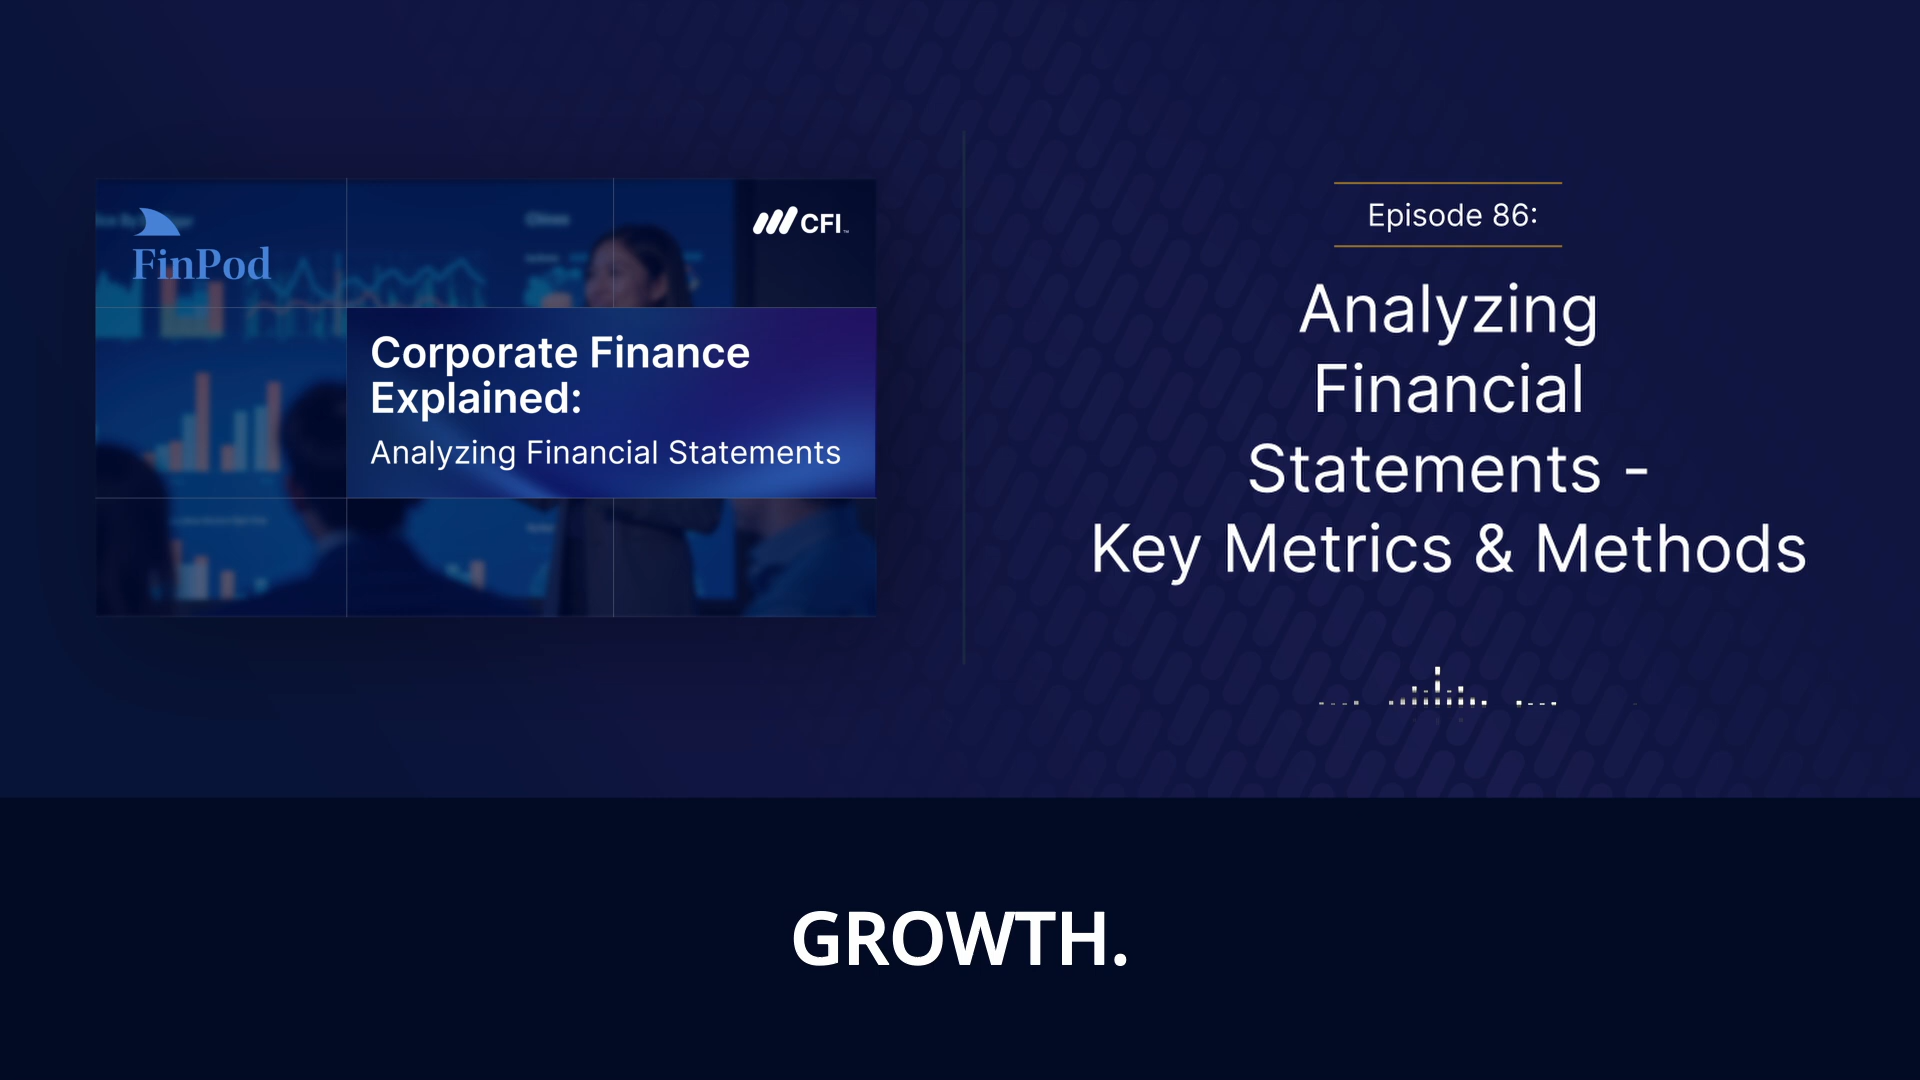 FinPod
CFI
Corporate Finance
Explained:
Analyzing Financial Statements
Episode 86:
Analyzing
Financial
Statements -
Key Metrics & Methods
GROWTH.